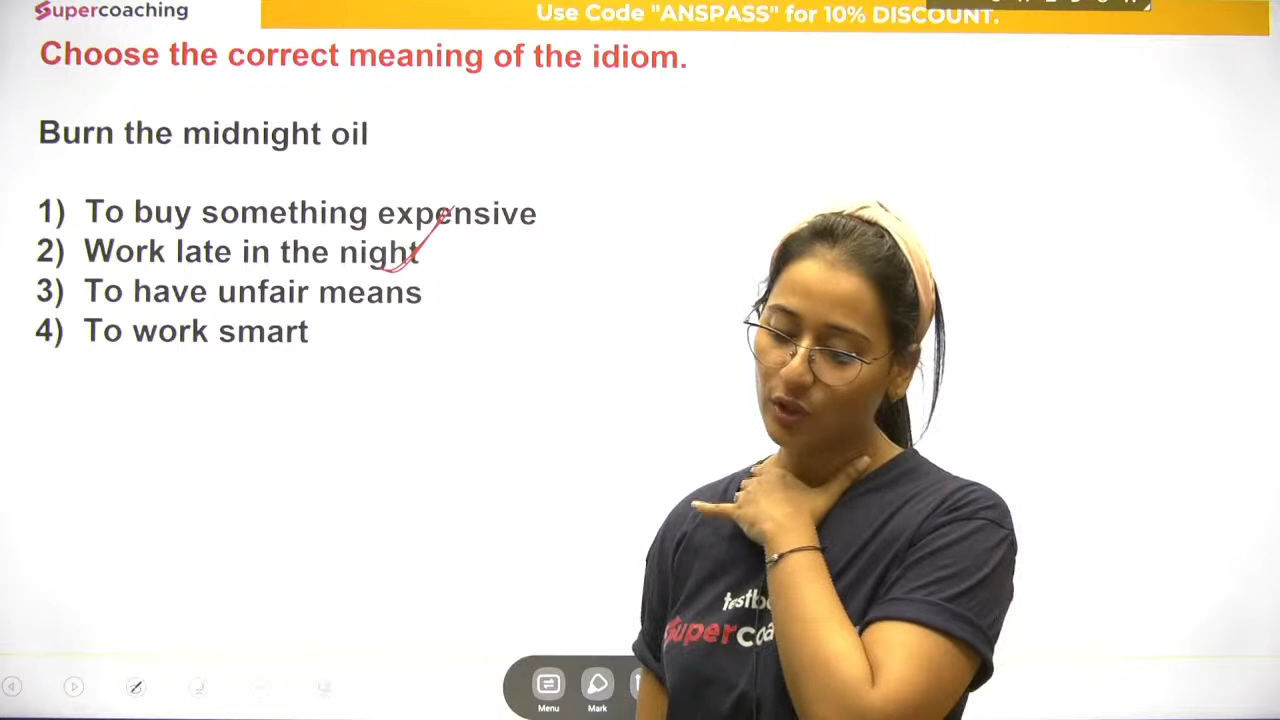 Supercoaching
Use Code "ANSPASS" for 10% DISCOUNT.
Choose the correct meaning of the idiom.
Burn the midnight oil
1) To buy something expensive
2) Work late in the night
3) To have unfair means
4) To work smart
Menu
Mark